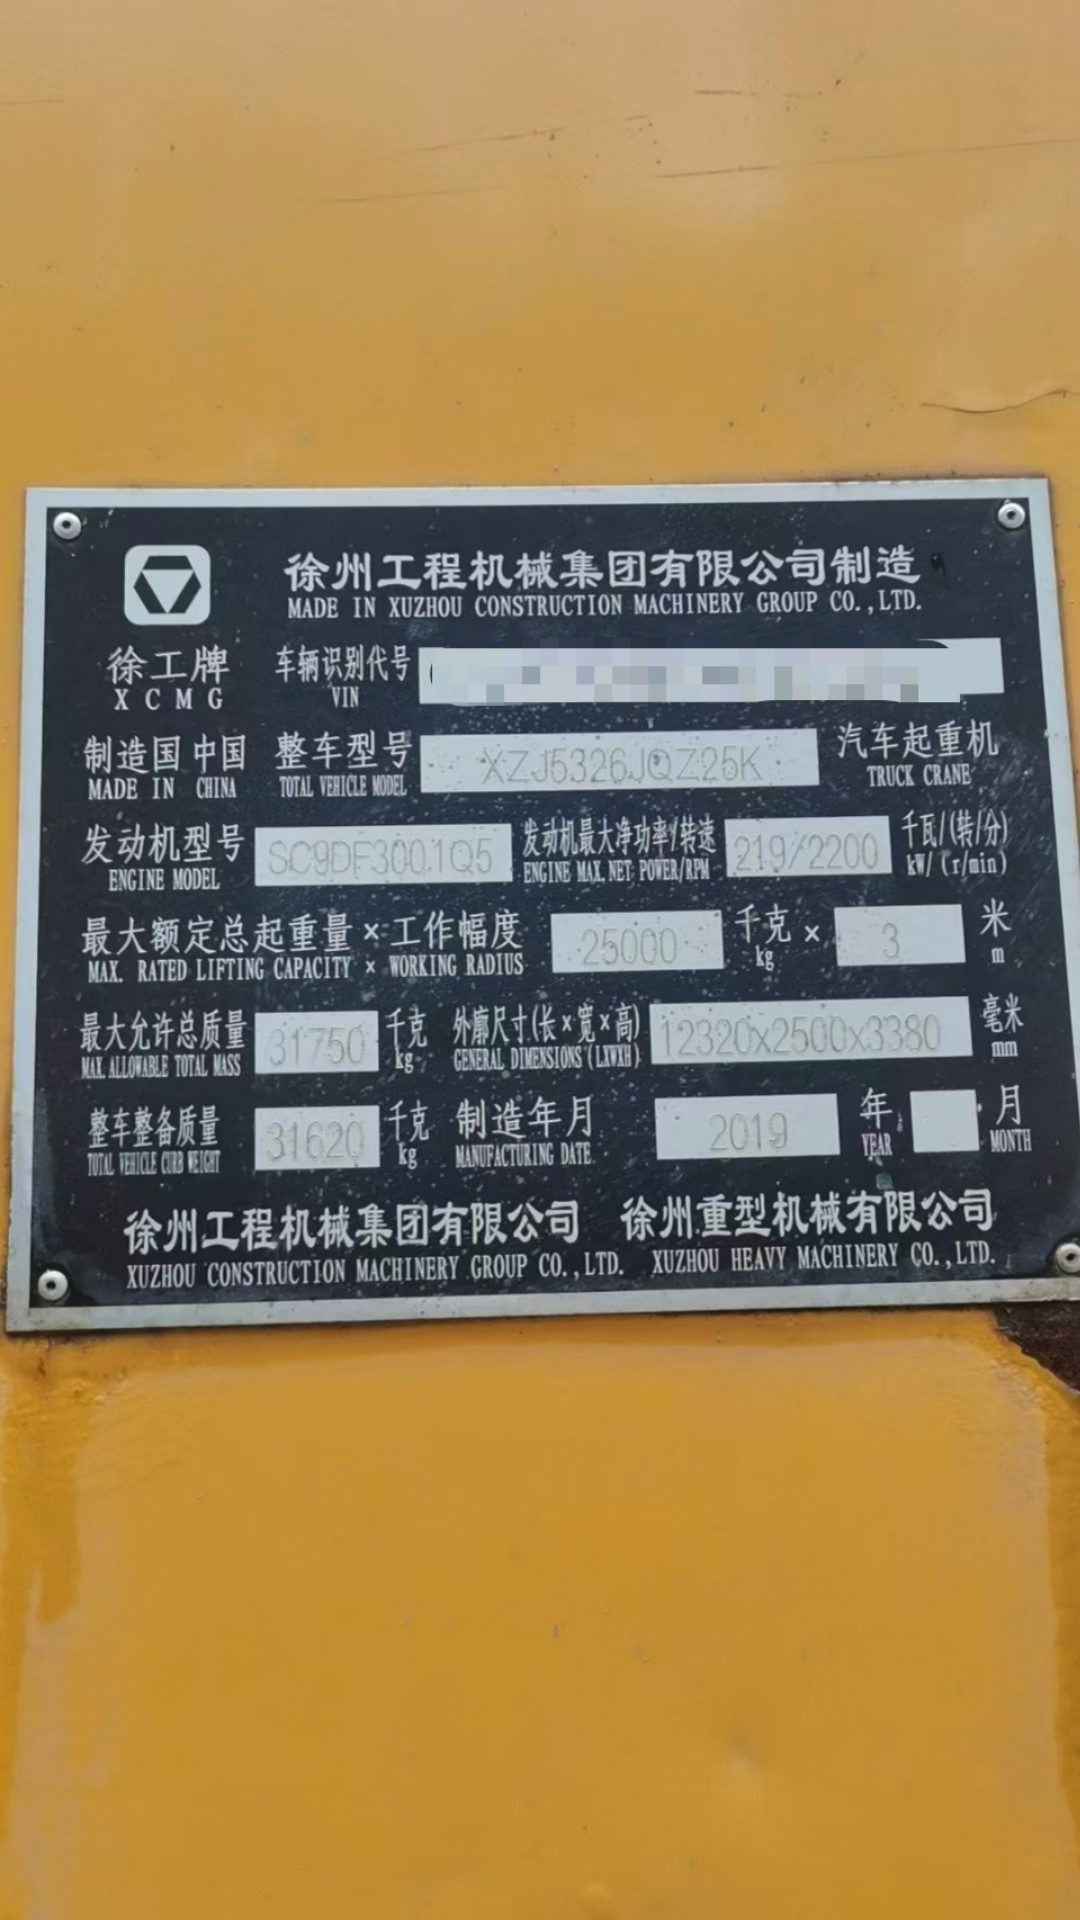 徐州工程机械集团有限公司制造
MADE IN XUZHOU CONSTRUCTION MACHINERY GROUP CO.,LTD.
徐工牌 车辆识别代号
XCMG VIN
制造国 中国 整车型号 XZJ5326JQZ25K 汽车起重机
MADE IN CHINA TOTAL VEHICLE MODEL TRUCK CRANE
发动机型号 SC9DF300.1Q5 发动机最大净功率/转速 219/2200 千瓦/(转/分)
ENGINE MODEL ENGINE MAX. NET POWER/RPM kW/(r/min)
最大额定总起重量×工作幅度 25000 千克 × 3 米
MAX. RATED LIFTING CAPACITY × WORKING RADIUS kg m
最大允许总质量 31750 千克 外廓尺寸(长×宽×高) 12320x2500x3380 毫米
MAX. ALLOWABLE TOTAL MASS kg GENERAL DIMENSIONS (LXWXH) mm
整车整备质量 31620 千克 制造年月 2019 年 月
TOTAL VEHICLE CURB WEIGHT kg MANUFACTURING DATE YEAR MONTH
徐州工程机械集团有限公司 徐州重型机械有限公司
XUZHOU CONSTRUCTION MACHINERY GROUP CO.,LTD. XUZHOU HEAVY MACHINERY CO.,LTD.